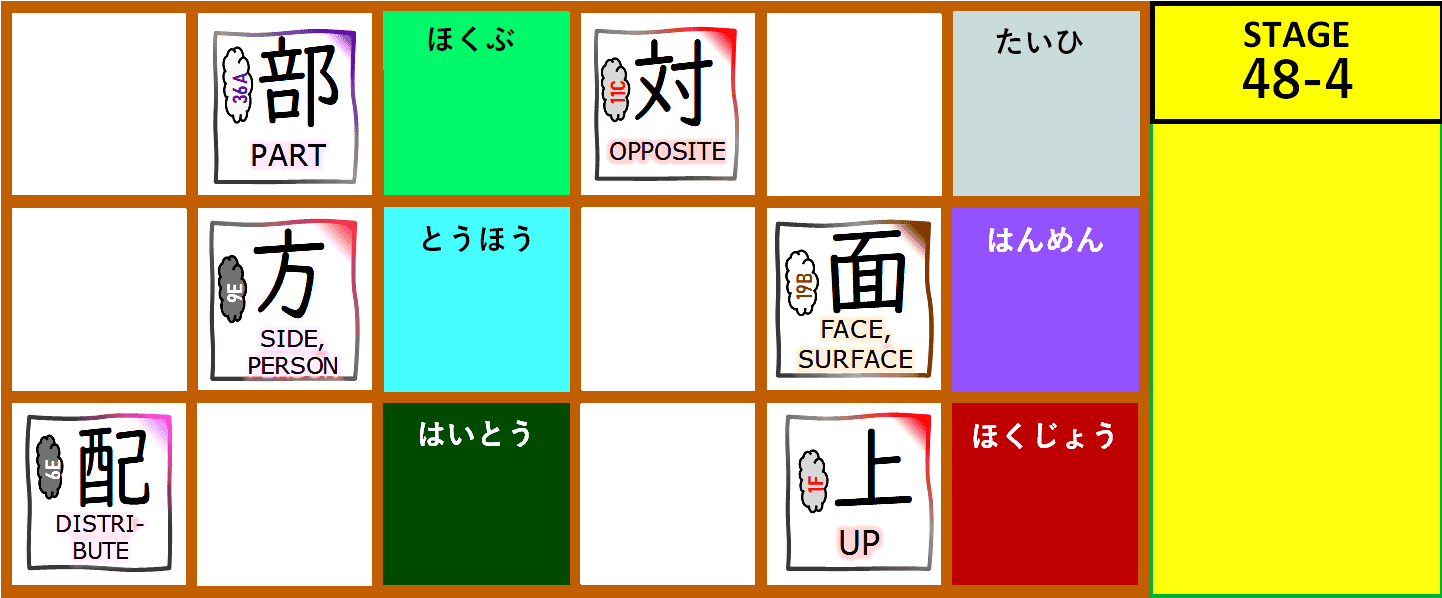 36A
部
PART
ほくぶ
11C
対
OPPOSITE
たいひ
STAGE
48-4
9E
方
SIDE,
PERSON
とうほう
19B
面
FACE,
SURFACE
はんめん
6E
配
DISTRI-
BUTE
はいとう
1F
上
UP
ほくじょう